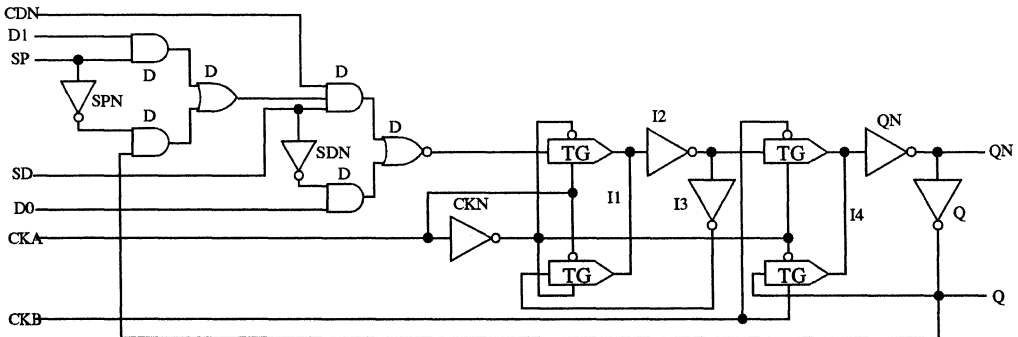 CDN
D1
SP
D
D
SPN
D
D
D
SDN
D
D
SD
D0
CKA
CKB
CKN
TG
TG
I1
I2
I3
TG
TG
I4
QN
QN
Q
Q